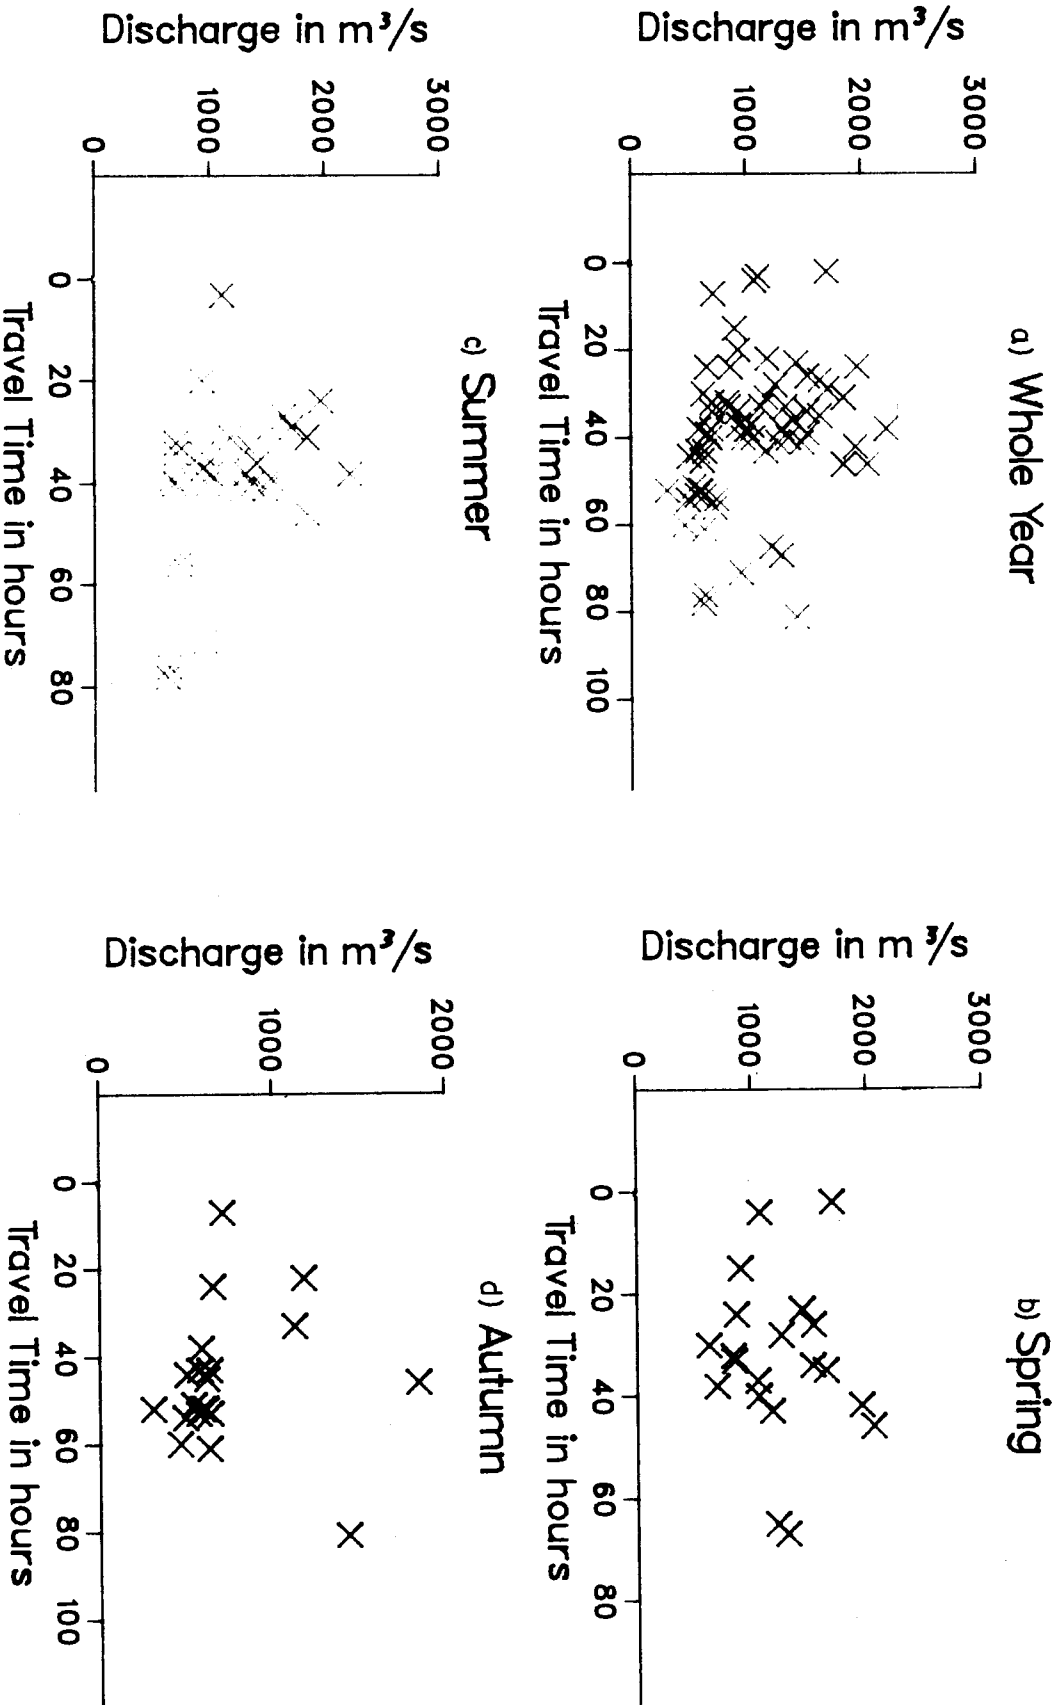 a) Whole Year
Discharge in m³/s
3000
2000
1000
0
0 20 40 60 80 100
Travel Time in hours
b) Spring
Discharge in m³/s
3000
2000
1000
0
0 20 40 60 80
Travel Time in hours
c) Summer
Discharge in m³/s
3000
2000
1000
0
0 20 40 60 80
Travel Time in hours
d) Autumn
Discharge in m³/s
2000
1000
0
0 20 40 60 80 100
Travel Time in hours